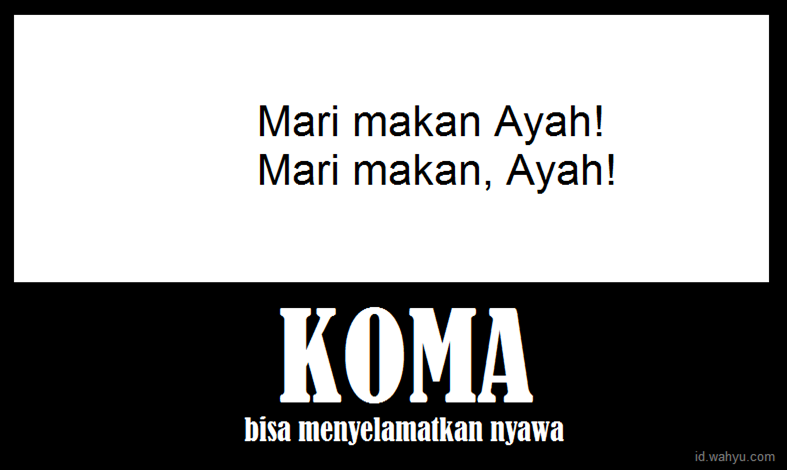 Mari makan Ayah!
Mari makan, Ayah!
KOMA
bisa menyelamatkan nyawa
id.wahyu.com